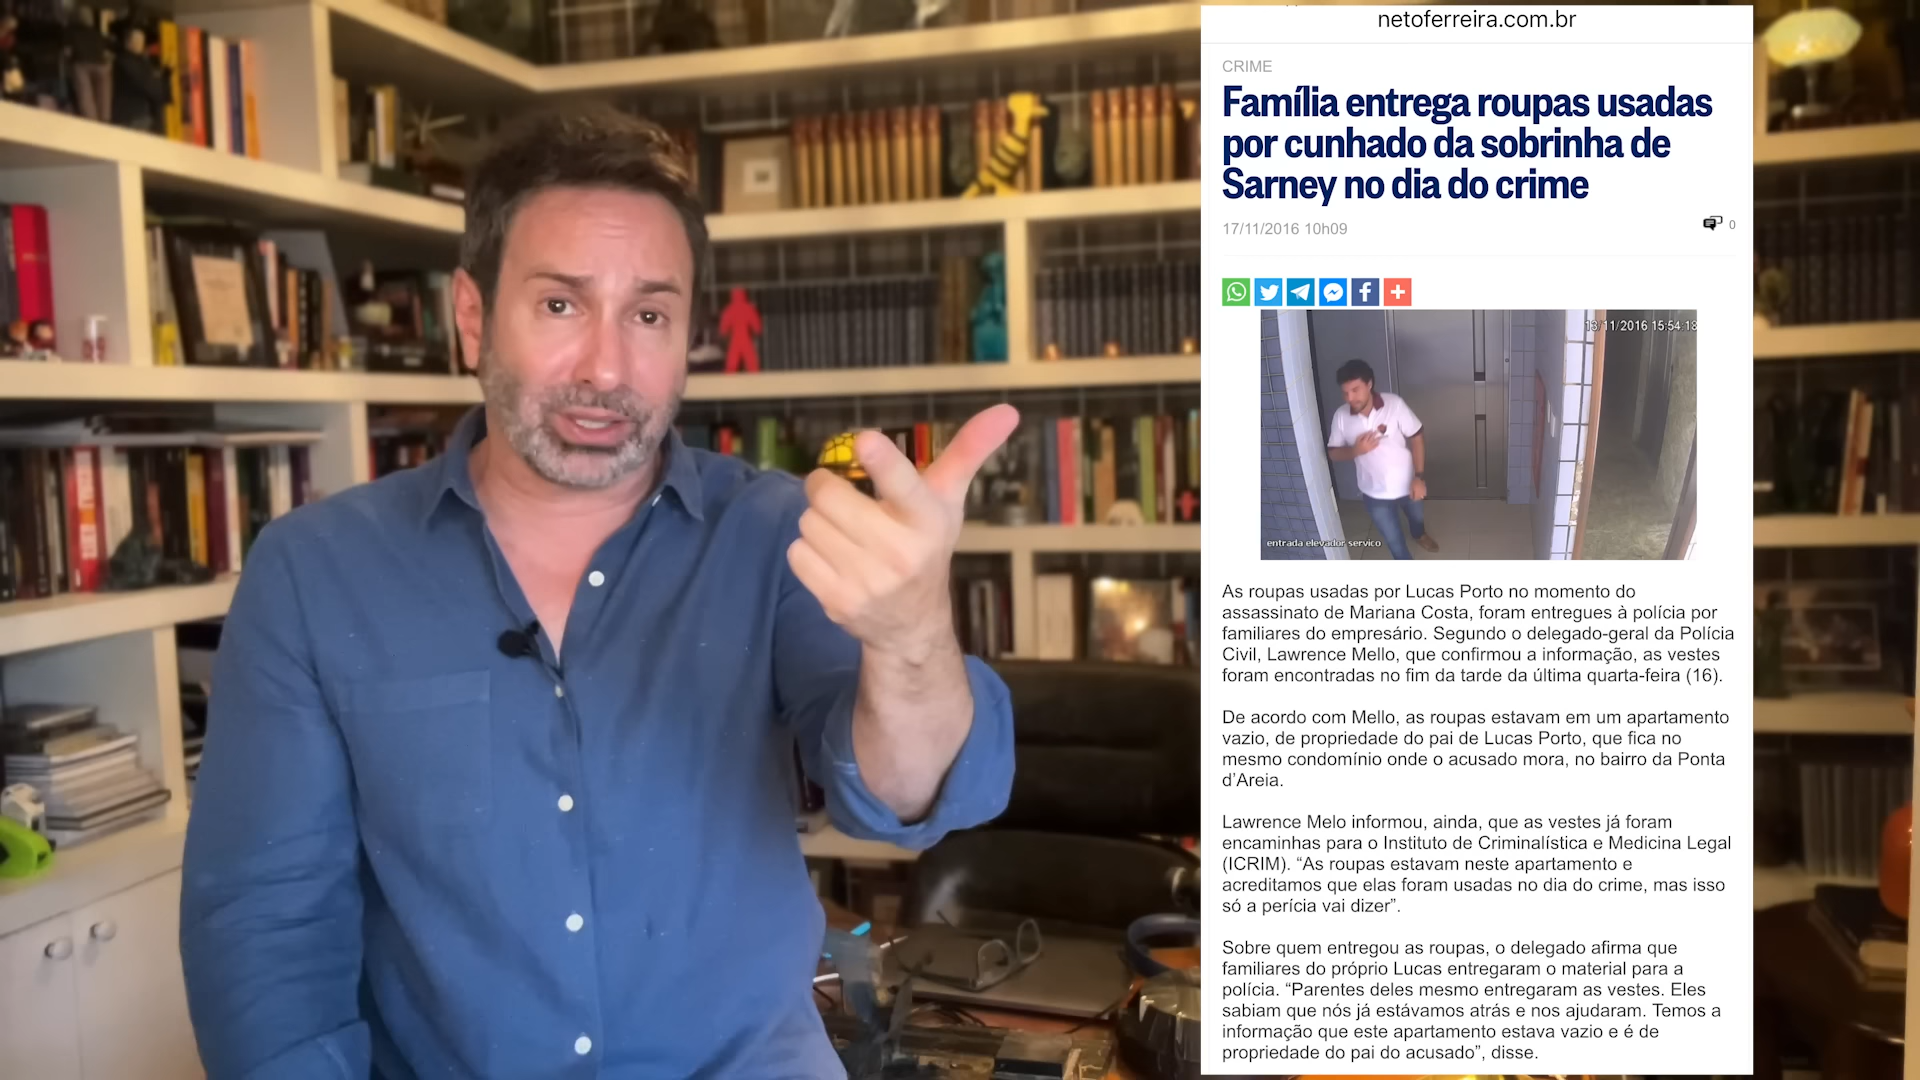 netoferreira.com.br
CRIME
Família entrega roupas usadas
por cunhado da sobrinha de
Sarney no dia do crime
17/11/2016 10h09
0
13/11/2016 15:54:18
entrada elevador servico
As roupas usadas por Lucas Porto no momento do
assassinato de Mariana Costa, foram entregues à polícia por
familiares do empresário. Segundo o delegado-geral da Polícia
Civil, Lawrence Mello, que confirmou a informação, as vestes
foram encontradas no fim da tarde da última quarta-feira (16).
De acordo com Mello, as roupas estavam em um apartamento
vazio, de propriedade do pai de Lucas Porto, que fica no
mesmo condomínio onde o acusado mora, no bairro da Ponta
d’Areia.
Lawrence Melo informou, ainda, que as vestes já foram
encaminhas para o Instituto de Criminalística e Medicina Legal
(ICRIM). “As roupas estavam neste apartamento e
acreditamos que elas foram usadas no dia do crime, mas isso
só a perícia vai dizer”.
Sobre quem entregou as roupas, o delegado afirma que
familiares do próprio Lucas entregaram o material para a
polícia. “Parentes deles mesmo entregaram as vestes. Eles
sabiam que nós já estávamos atrás e nos ajudaram. Temos a
informação que este apartamento estava vazio e é de
propriedade do pai do acusado”, disse.